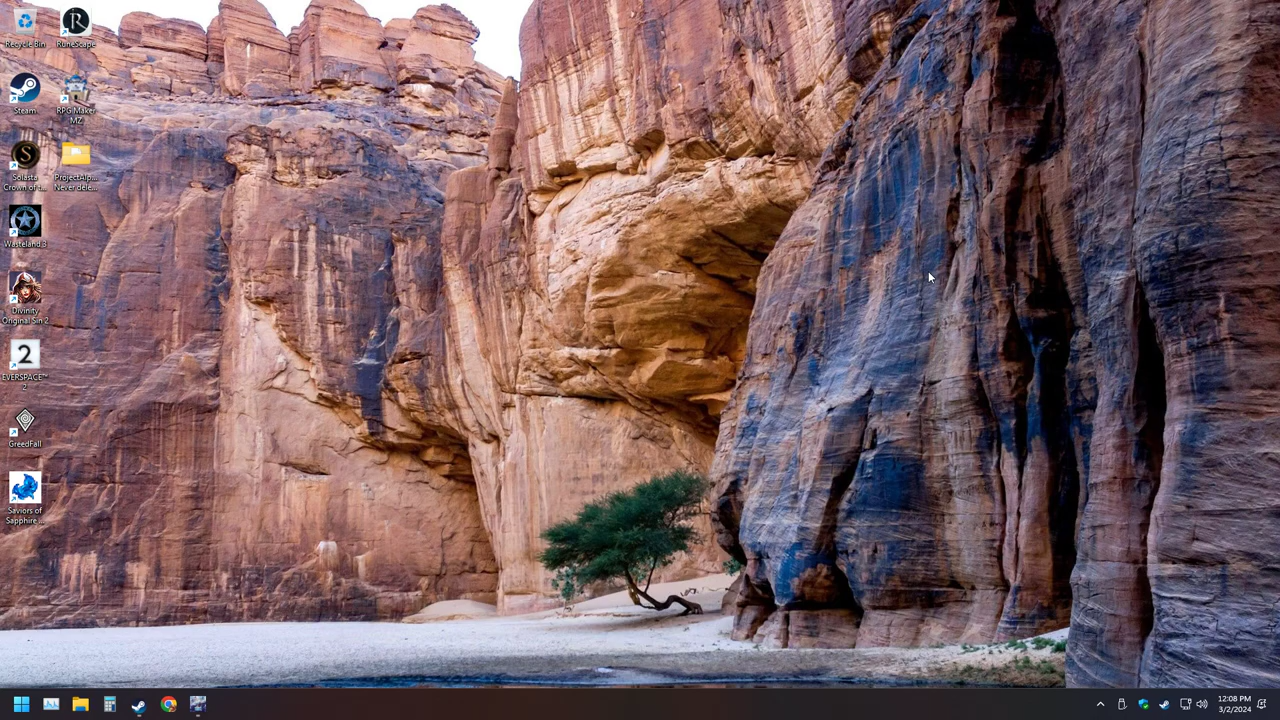 Recycle Bin
RuneScape
Steam
RPG Maker
MZ
Solasta
Crown of t...
ProjectAlp...
Never dele...
Wasteland 3
Divinity
Original Sin 2
2
EVERSPACE™
2
GreedFall
Saviors of
Sapphire ...
12:08 PM
3/2/2024